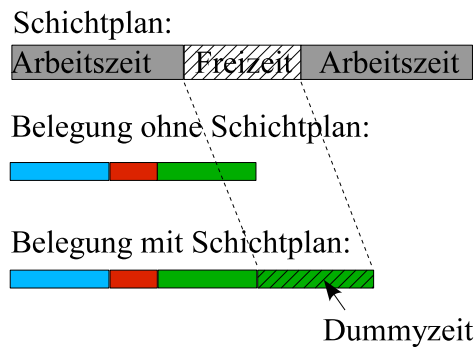 Schichtplan:
Arbeitszeit Freizeit Arbeitszeit
Belegung ohne Schichtplan:
Belegung mit Schichtplan:
Dummyzeit